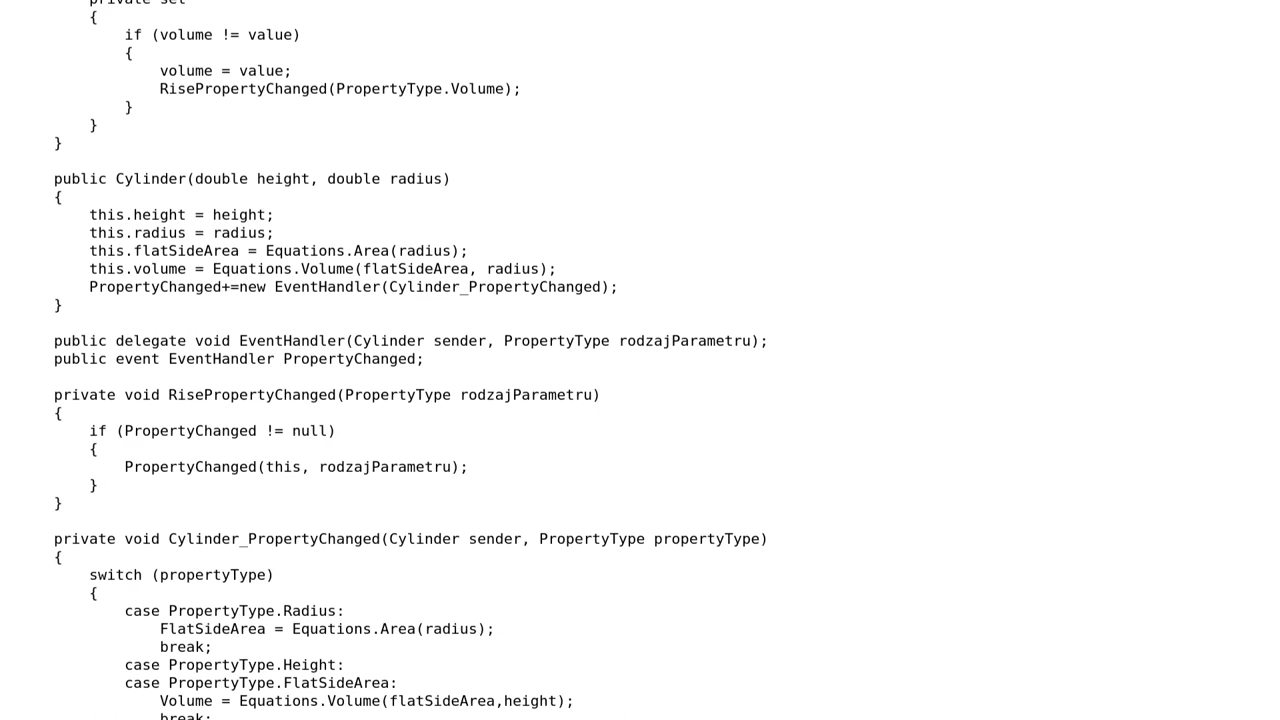 private set
{
if (volume != value)
{
volume = value;
RisePropertyChanged(PropertyType.Volume);
}
}
}
public Cylinder(double height, double radius)
{
this.height = height;
this.radius = radius;
this.flatSideArea = Equations.Area(radius);
this.volume = Equations.Volume(flatSideArea, radius);
PropertyChanged+=new EventHandler(Cylinder_PropertyChanged);
}
public delegate void EventHandler(Cylinder sender, PropertyType rodzajParametru);
public event EventHandler PropertyChanged;
private void RisePropertyChanged(PropertyType rodzajParametru)
{
if (PropertyChanged != null)
{
PropertyChanged(this, rodzajParametru);
}
}
private void Cylinder_PropertyChanged(Cylinder sender, PropertyType propertyType)
{
switch (propertyType)
{
case PropertyType.Radius:
FlatSideArea = Equations.Area(radius);
break;
case PropertyType.Height:
case PropertyType.FlatSideArea:
Volume = Equations.Volume(flatSideArea,height);
break;